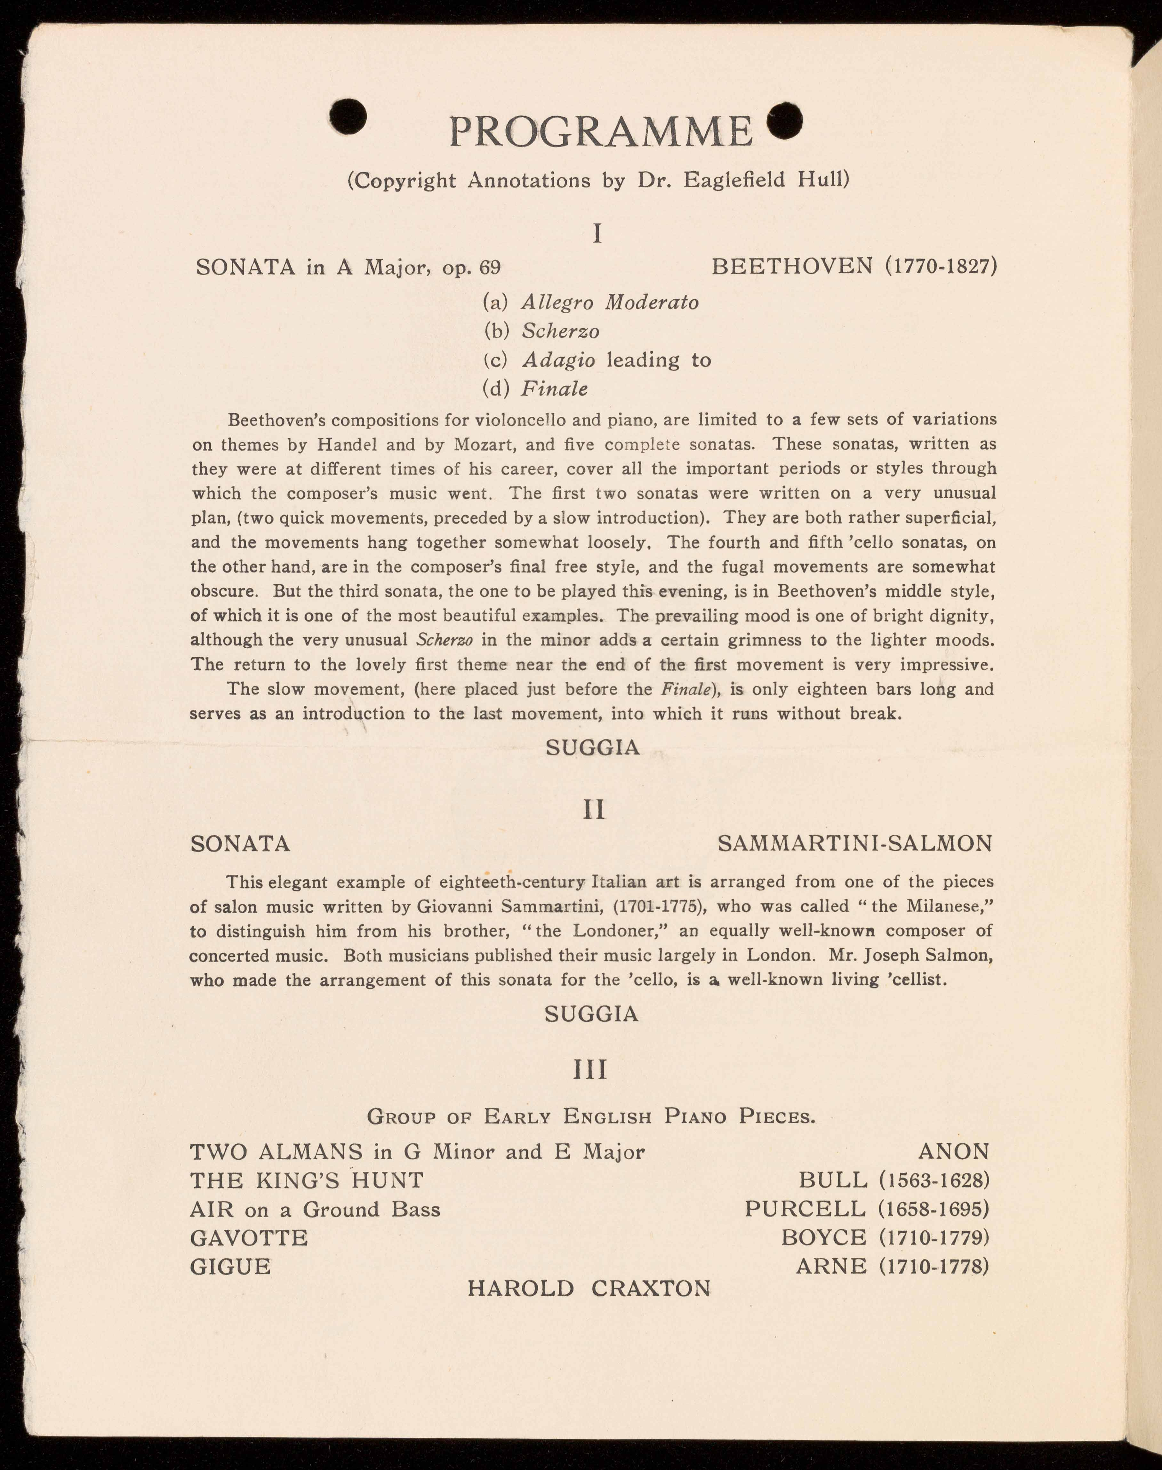 PROGRAMME
(Copyright Annotations by Dr. Eaglefield Hull)
I
SONATA in A Major, op. 69 BEETHOVEN (1770-1827)
(a) Allegro Moderato
(b) Scherzo
(c) Adagio leading to
(d) Finale
Beethoven's compositions for violoncello and piano, are limited to a few sets of variations
on themes by Handel and by Mozart, and five complete sonatas. These sonatas, written as
they were at different times of his career, cover all the important periods or styles through
which the composer's music went. The first two sonatas were written on a very unusual
plan, (two quick movements, preceded by a slow introduction). They are both rather superficial,
and the movements hang together somewhat loosely. The fourth and fifth 'cello sonatas, on
the other hand, are in the composer's final free style, and the fugal movements are somewhat
obscure. But the third sonata, the one to be played this evening, is in Beethoven's middle style,
of which it is one of the most beautiful examples. The prevailing mood is one of bright dignity,
although the very unusual Scherzo in the minor adds a certain grimness to the lighter moods.
The return to the lovely first theme near the end of the first movement is very impressive.
The slow movement, (here placed just before the Finale), is only eighteen bars long and
serves as an introduction to the last movement, into which it runs without break.
SUGGIA
II
SONATA SAMMARTINI-SALMON
This elegant example of eighteeth-century Italian art is arranged from one of the pieces
of salon music written by Giovanni Sammartini, (1701-1775), who was called "the Milanese,"
to distinguish him from his brother, "the Londoner," an equally well-known composer of
concerted music. Both musicians published their music largely in London. Mr. Joseph Salmon,
who made the arrangement of this sonata for the 'cello, is a well-known living 'cellist.
SUGGIA
III
GROUP OF EARLY ENGLISH PIANO PIECES.
TWO ALMANS in G Minor and E Major ANON
THE KING'S HUNT BULL (1563-1628)
AIR on a Ground Bass PURCELL (1658-1695)
GAVOTTE BOYCE (1710-1779)
GIGUE ARNE (1710-1778)
HAROLD CRAXTON